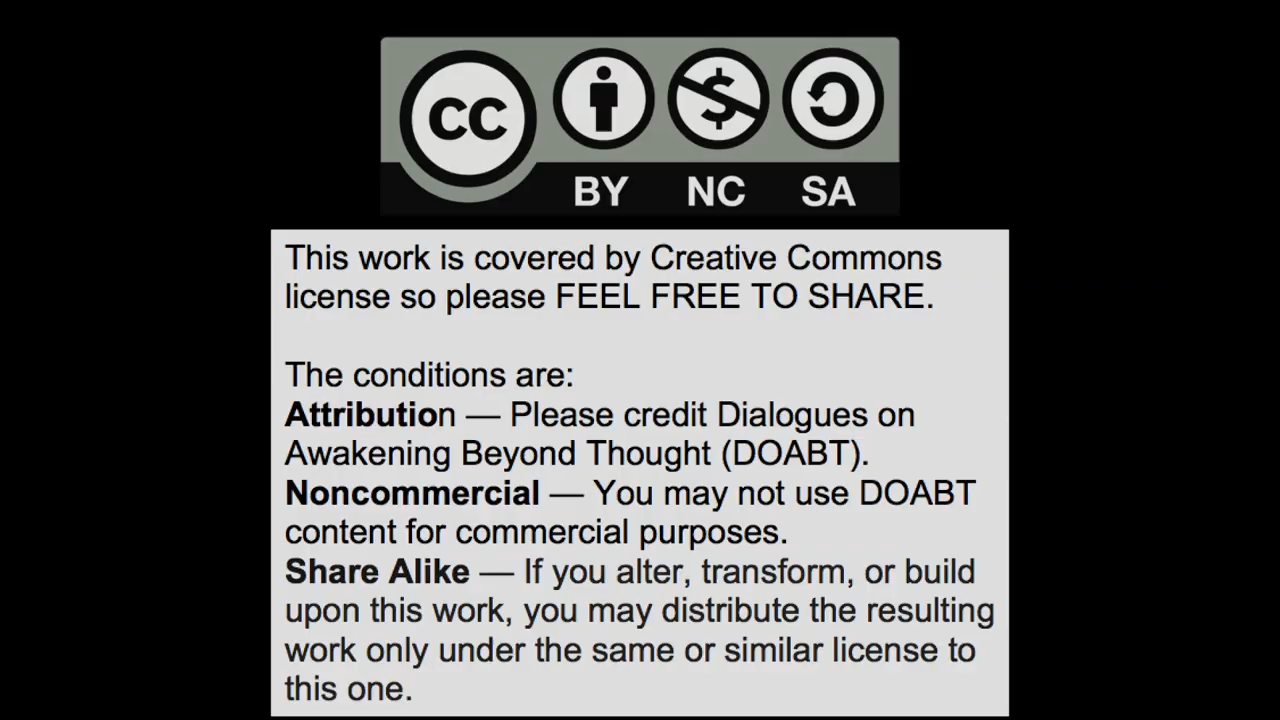 CC
BY NC SA
This work is covered by Creative Commons
license so please FEEL FREE TO SHARE.
The conditions are:
Attribution — Please credit Dialogues on
Awakening Beyond Thought (DOABT).
Noncommercial — You may not use DOABT
content for commercial purposes.
Share Alike — If you alter, transform, or build
upon this work, you may distribute the resulting
work only under the same or similar license to
this one.